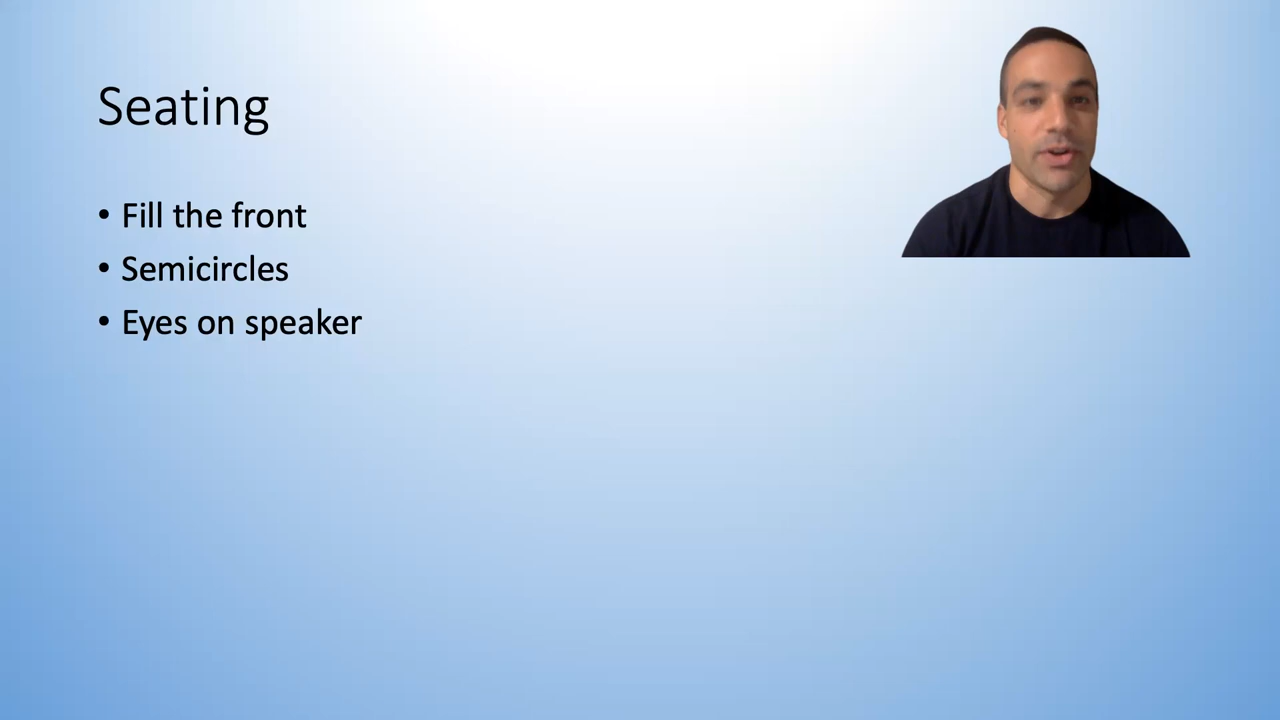 Seating
• Fill the front
• Semicircles
• Eyes on speaker